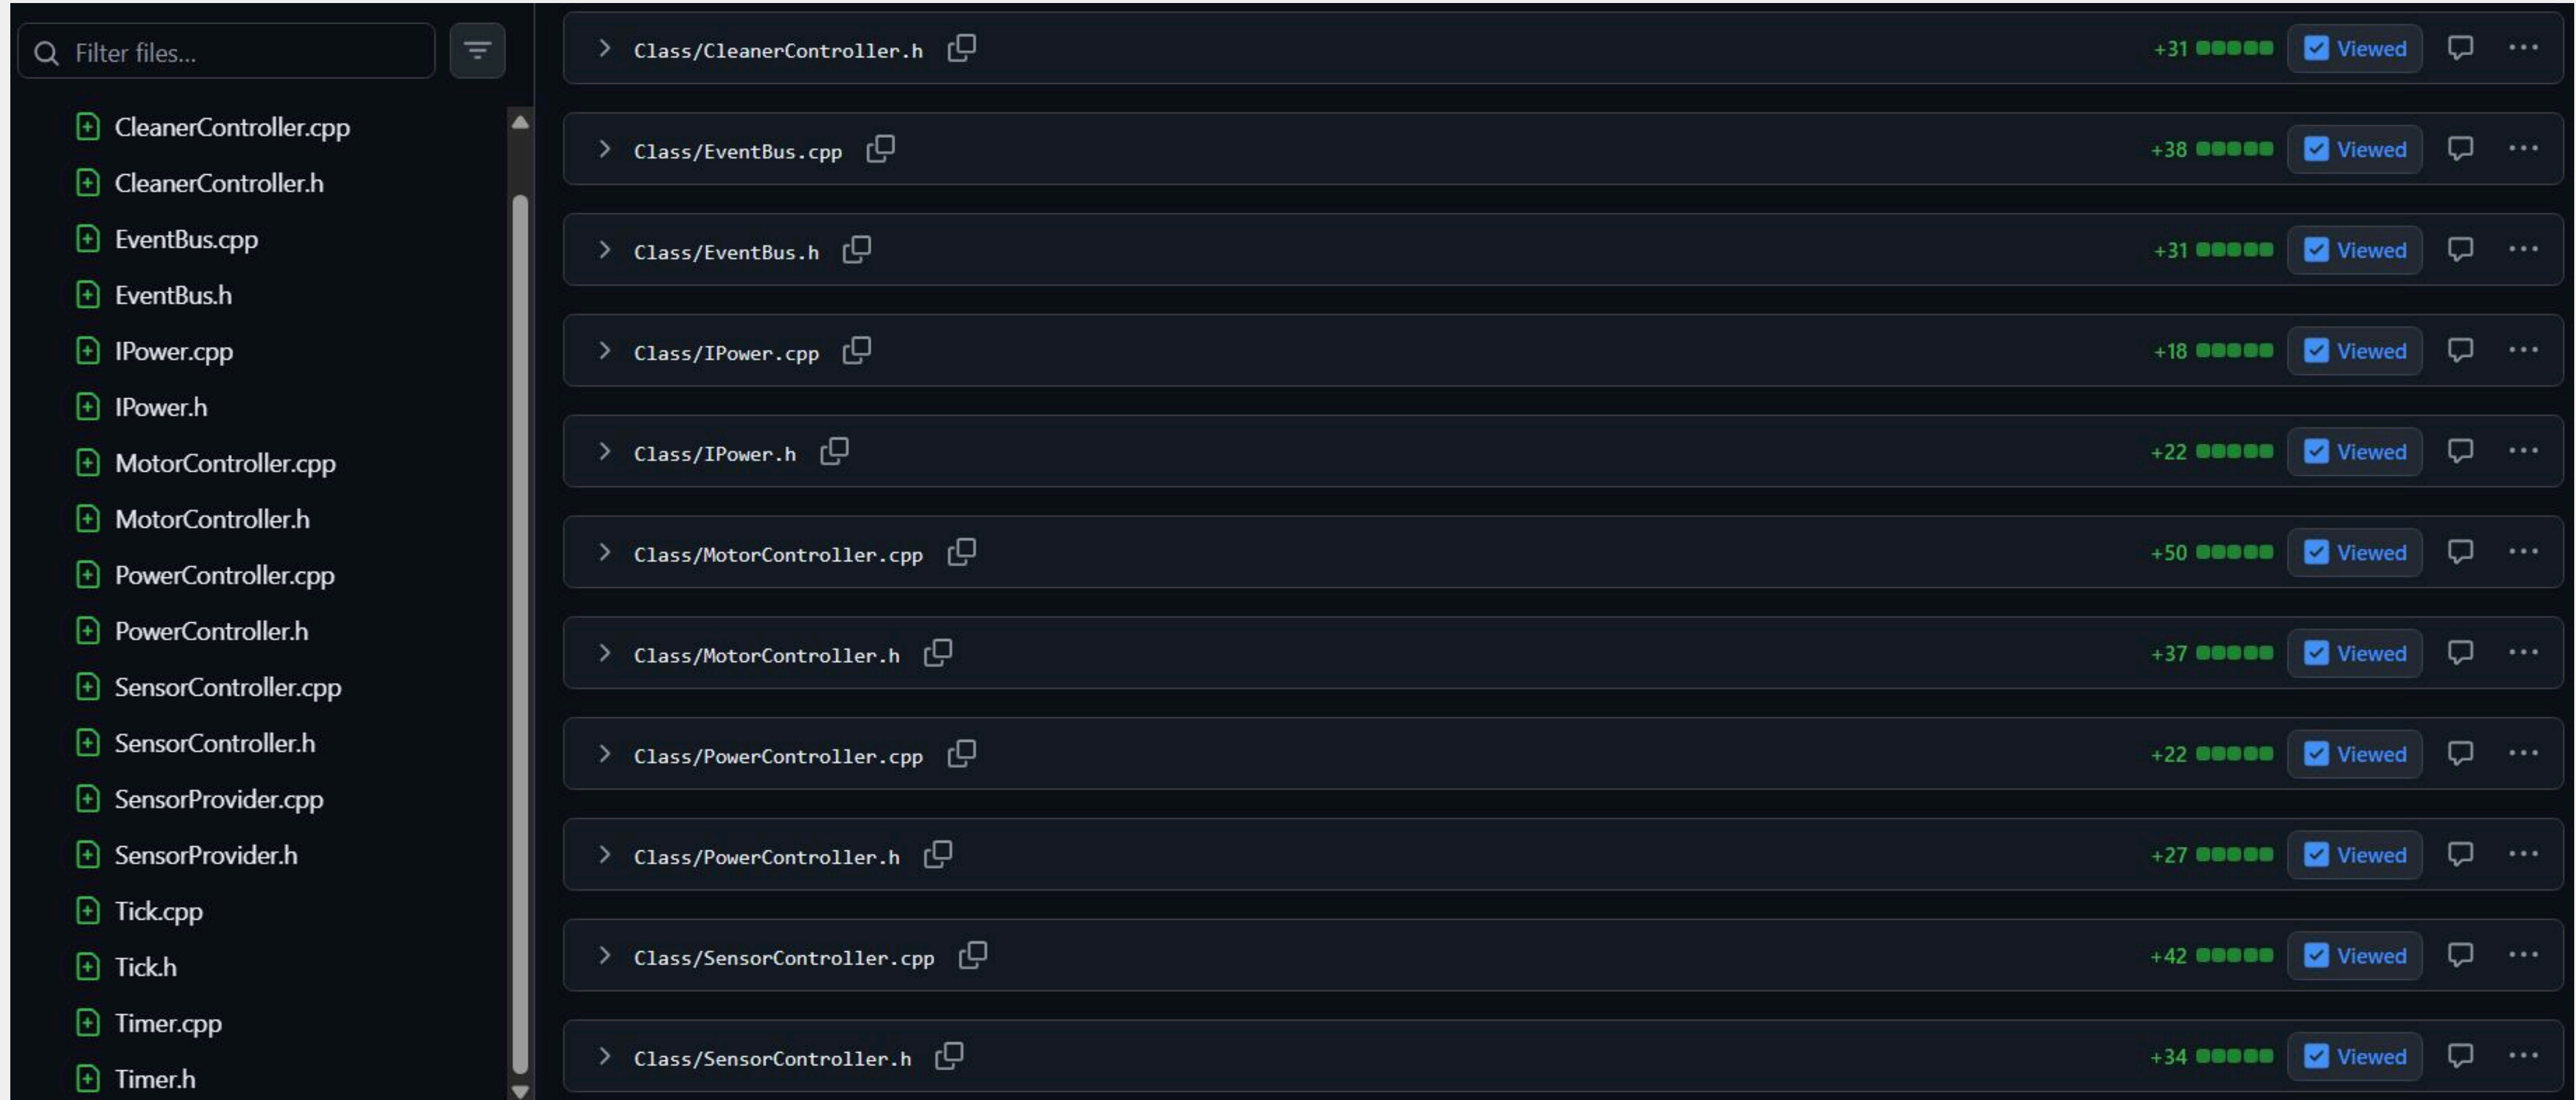 Filter files...
CleanerController.cpp
CleanerController.h
EventBus.cpp
EventBus.h
IPower.cpp
IPower.h
MotorController.cpp
MotorController.h
PowerController.cpp
PowerController.h
SensorController.cpp
SensorController.h
SensorProvider.cpp
SensorProvider.h
Tick.cpp
Tick.h
Timer.cpp
Timer.h
Class/CleanerController.h +31 Viewed
Class/EventBus.cpp +38 Viewed
Class/EventBus.h +31 Viewed
Class/IPower.cpp +18 Viewed
Class/IPower.h +22 Viewed
Class/MotorController.cpp +50 Viewed
Class/MotorController.h +37 Viewed
Class/PowerController.cpp +22 Viewed
Class/PowerController.h +27 Viewed
Class/SensorController.cpp +42 Viewed
Class/SensorController.h +34 Viewed